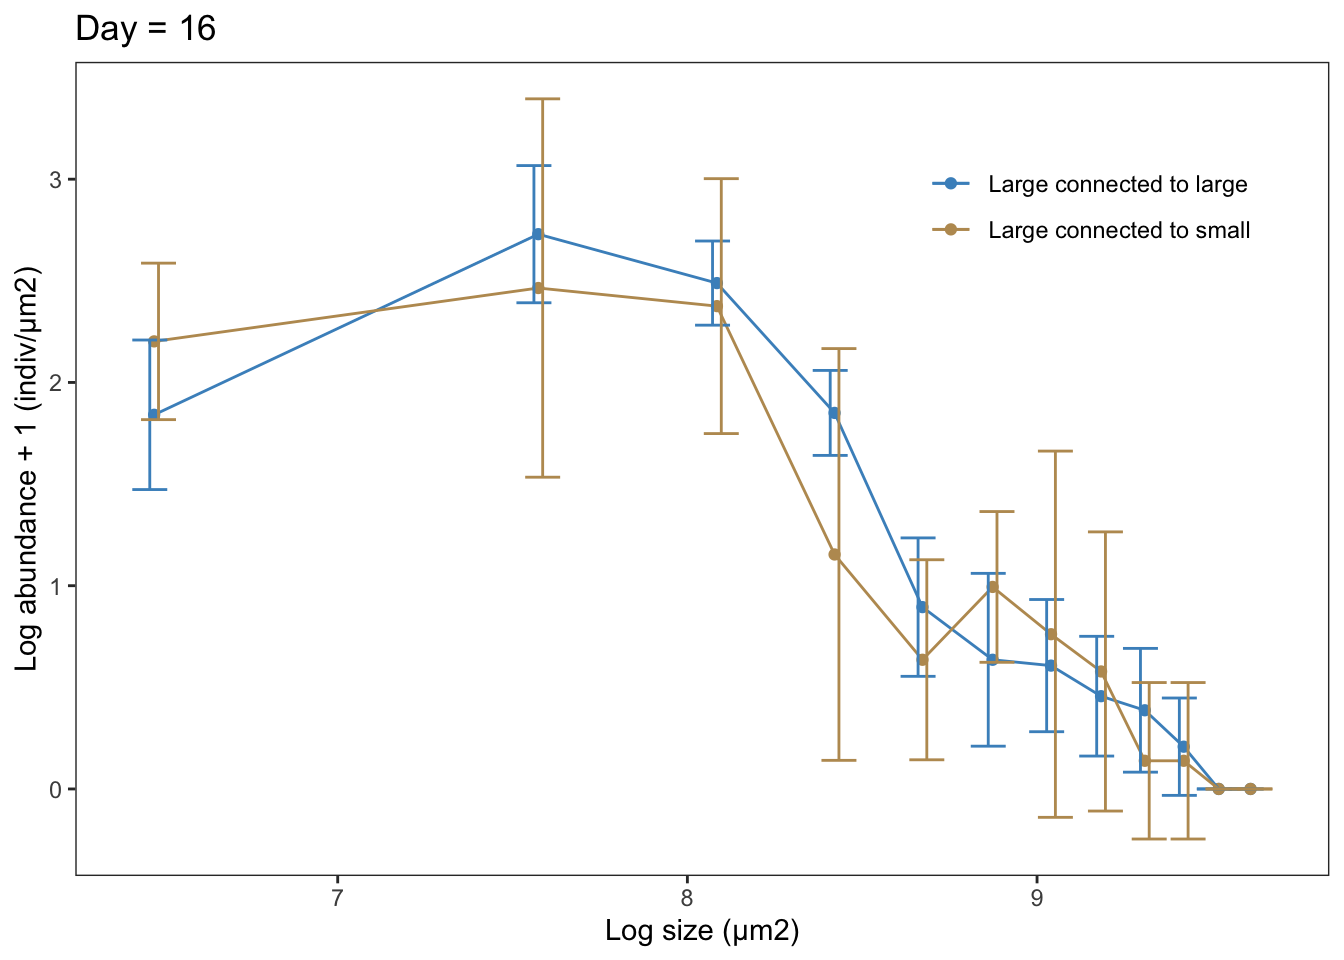 Day = 16
Log abundance + 1 (indiv/µm2)
3
2
1
0
Large connected to large
Large connected to small
7
8
9
Log size (µm2)